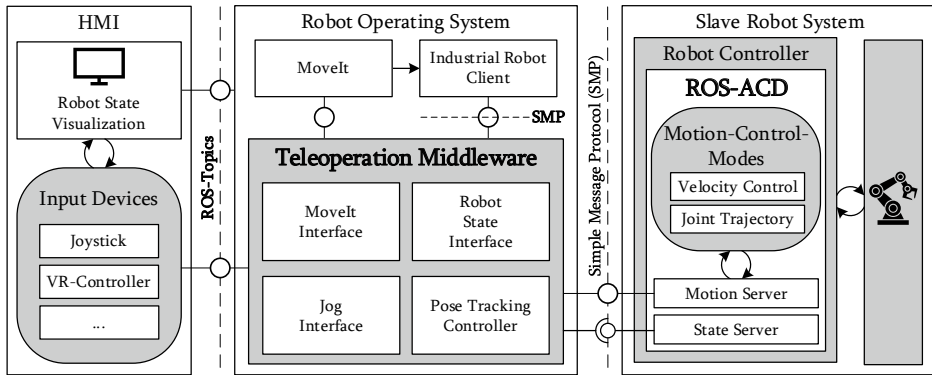 HMI
Robot State
Visualization
Input Devices
Joystick
VR-Controller
...
ROS-Topics
Robot Operating System
MoveIt
Industrial Robot
Client
SMP
Teleoperation Middleware
MoveIt
Interface
Robot
State
Interface
Jog
Interface
Pose Tracking
Controller
Simple Message Protocol (SMP)
Slave Robot System
Robot Controller
ROS-ACD
Motion-Control-
Modes
Velocity Control
Joint Trajectory
Motion Server
State Server